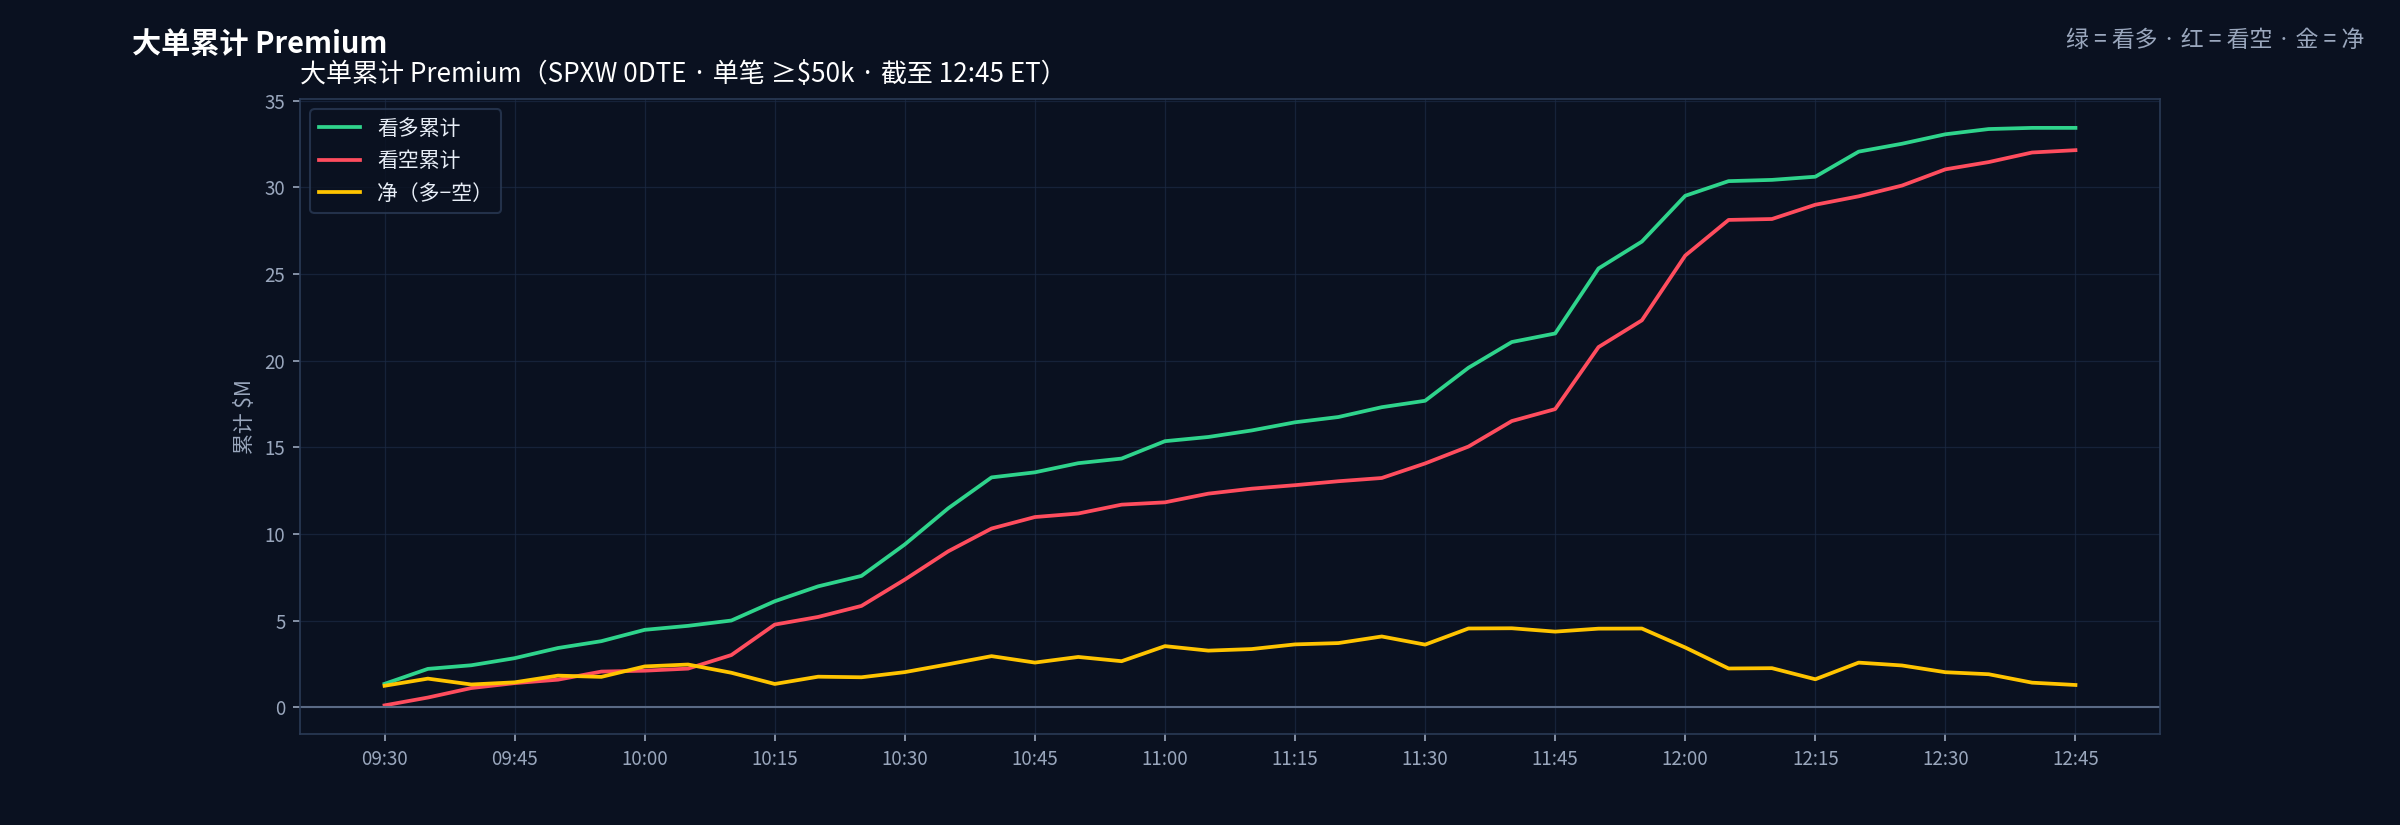 大单累计 Premium
绿 = 看多 · 红 = 看空 · 金 = 净
大单累计 Premium（SPXW 0DTE · 单笔 ≥$50k · 截至 12:45 ET）
看多累计
看空累计
净（多−空）
累计 $M
35
30
25
20
15
10
5
0
09:30 09:45 10:00 10:15 10:30 10:45 11:00 11:15 11:30 11:45 12:00 12:15 12:30 12:45